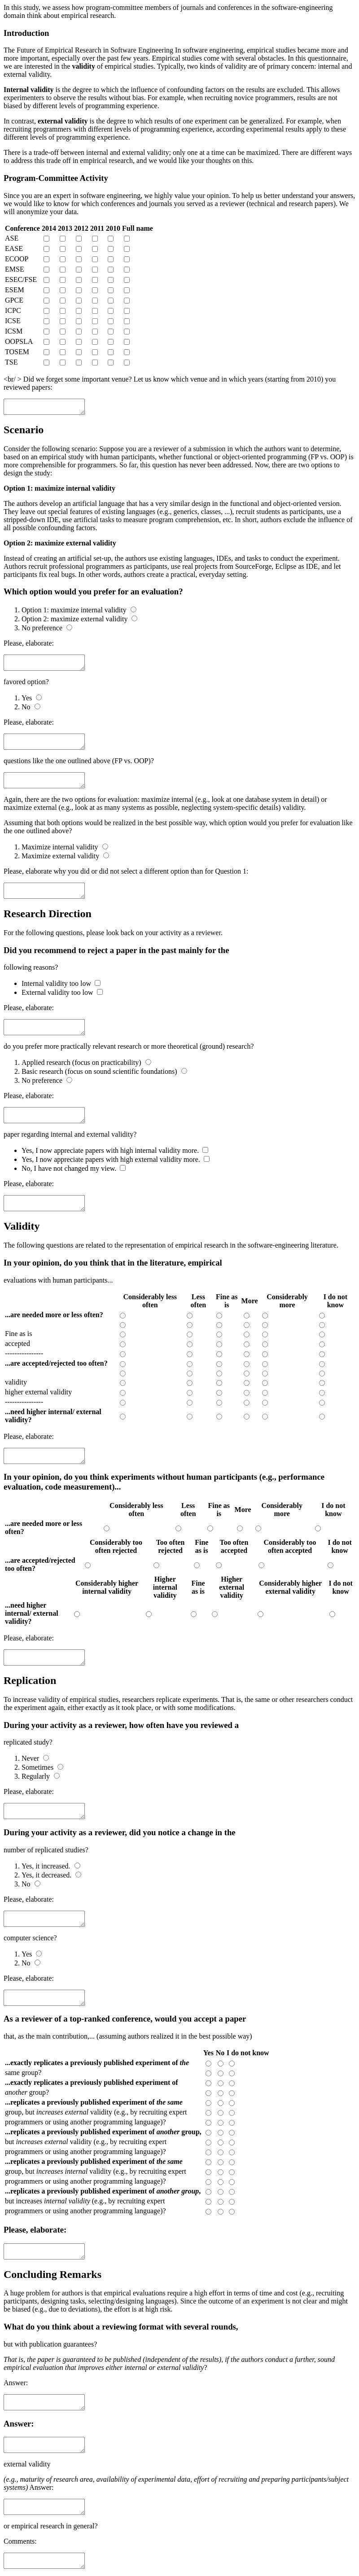 In this study, we assess how program-committee members of journals and conferences in the software-engineering
domain think about empirical research.
Introduction
The Future of Empirical Research in Software Engineering In software engineering, empirical studies became more and
more important, especially over the past few years. Empirical studies come with several obstacles. In this questionnaire,
we are interested in the validity of empirical studies. Typically, two kinds of validity are of primary concern: internal and
external validity.
Internal validity is the degree to which the influence of confounding factors on the results are excluded. This allows
experimenters to observe the results without bias. For example, when recruiting novice programmers, results are not
biased by different levels of programming experience.
In contrast, external validity is the degree to which results of one experiment can be generalized. For example, when
recruiting programmers with different levels of programming experience, according experimental results apply to these
different levels of programming experience.
There is a trade-off between internal and external validity; only one at a time can be maximized. There are different ways
to address this trade off in empirical research, and we would like your thoughts on this.
Program-Committee Activity
Since you are an expert in software engineering, we highly value your opinion. To help us better understand your answers,
we would like to know for which conferences and journals you served as a reviewer (technical and research papers). We
will anonymize your data.
Conference 2014 2013 2012 2011 2010 Full name
ASE
EASE
ECOOP
EMSE
ESEC/FSE
ESEM
GPCE
ICPC
ICSE
ICSM
OOPSLA
TOSEM
TSE
<br/ > Did we forget some important venue? Let us know which venue and in which years (starting from 2010) you
reviewed papers:
Scenario
Consider the following scenario: Suppose you are a reviewer of a submission in which the authors want to determine,
based on an empirical study with human participants, whether functional or object-oriented programming (FP vs. OOP) is
more comprehensible for programmers. So far, this question has never been addressed. Now, there are two options to
design the study:
Option 1: maximize internal validity
The authors develop an artificial language that has a very similar design in the functional and object-oriented version.
They leave out special features of existing languages (e.g., generics, classes, ...), recruit students as participants, use a
stripped-down IDE, use artificial tasks to measure program comprehension, etc. In short, authors exclude the influence of
all possible confounding factors.
Option 2: maximize external validity
Instead of creating an artificial set-up, the authors use existing languages, IDEs, and tasks to conduct the experiment.
Authors recruit professional programmers as participants, use real projects from SourceForge, Eclipse as IDE, and let
participants fix real bugs. In other words, authors create a practical, everyday setting.
Which option would you prefer for an evaluation?
1. Option 1: maximize internal validity
2. Option 2: maximize external validity
3. No preference
Please, elaborate:
favored option?
1. Yes
2. No
Please, elaborate:
questions like the one outlined above (FP vs. OOP)?
Again, there are the two options for evaluation: maximize internal (e.g., look at one database system in detail) or
maximize external (e.g., look at as many systems as possible, neglecting system-specific details) validity.
Assuming that both options would be realized in the best possible way, which option would you prefer for evaluation like
the one outlined above?
1. Maximize internal validity
2. Maximize external validity
Please, elaborate why you did or did not select a different option than for Question 1:
Research Direction
For the following questions, please look back on your activity as a reviewer.
Did you recommend to reject a paper in the past mainly for the
following reasons?
Internal validity too low
External validity too low
Please, elaborate:
do you prefer more practically relevant research or more theoretical (ground) research?
1. Applied research (focus on practicability)
2. Basic research (focus on sound scientific foundations)
3. No preference
Please, elaborate:
paper regarding internal and external validity?
Yes, I now appreciate papers with high internal validity more.
Yes, I now appreciate papers with high external validity more.
No, I have not changed my view.
Please, elaborate:
Validity
The following questions are related to the representation of empirical research in the software-engineering literature.
In your opinion, do you think that in the literature, empirical
evaluations with human participants...
Considerably less often Less often Fine as is More Considerably more I do not know
...are needed more or less often?
Fine as is
accepted
----------------
...are accepted/rejected too often?
validity
higher external validity
----------------
...need higher internal/ external validity?
Please, elaborate:
In your opinion, do you think experiments without human participants (e.g., performance
evaluation, code measurement)...
Considerably less often Less often Fine as is More Considerably more I do not know
...are needed more or less often?
Considerably too often rejected Too often rejected Fine as is Too often accepted Considerably too often accepted I do not know
...are accepted/rejected too often?
Considerably higher internal validity Higher internal validity Fine as is Higher external validity Considerably higher external validity I do not know
...need higher internal/ external validity?
Please, elaborate:
Replication
To increase validity of empirical studies, researchers replicate experiments. That is, the same or other researchers conduct
the experiment again, either exactly as it took place, or with some modifications.
During your activity as a reviewer, how often have you reviewed a
replicated study?
1. Never
2. Sometimes
3. Regularly
Please, elaborate:
During your activity as a reviewer, did you notice a change in the
number of replicated studies?
1. Yes, it increased.
2. Yes, it decreased.
3. No
Please, elaborate:
computer science?
1. Yes
2. No
Please, elaborate:
As a reviewer of a top-ranked conference, would you accept a paper
that, as the main contribution,... (assuming authors realized it in the best possible way)
Yes No I do not know
...exactly replicates a previously published experiment of the
same group?
...exactly replicates a previously published experiment of
another group?
...replicates a previously published experiment of the same
group, but increases external validity (e.g., by recruiting expert
programmers or using another programming language)?
...replicates a previously published experiment of another group,
but increases external validity (e.g., by recruiting expert
programmers or using another programming language)?
...replicates a previously published experiment of the same
group, but increases internal validity (e.g., by recruiting expert
programmers or using another programming language)?
...replicates a previously published experiment of another group,
but increases internal validity (e.g., by recruiting expert
programmers or using another programming language)?
Please, elaborate:
Concluding Remarks
A huge problem for authors is that empirical evaluations require a high effort in terms of time and cost (e.g., recruiting
participants, designing tasks, selecting/designing languages). Since the outcome of an experiment is not clear and might
be biased (e.g., due to deviations), the effort is at high risk.
What do you think about a reviewing format with several rounds,
but with publication guarantees?
That is, the paper is guaranteed to be published (independent of the results), if the authors conduct a further, sound
empirical evaluation that improves either internal or external validity?
Answer:
Answer:
external validity
(e.g., maturity of research area, availability of experimental data, effort of recruiting and preparing participants/subject
systems) Answer:
or empirical research in general?
Comments: